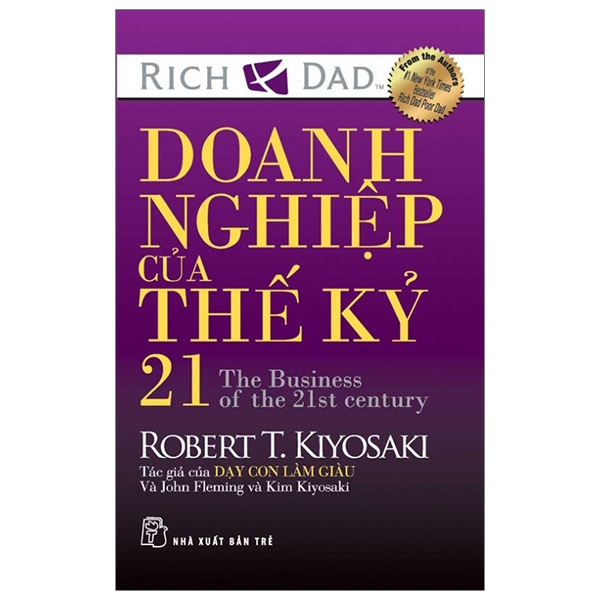 RICH DAD™
From the Authors
of the
#1 New York Times
Bestseller
Rich Dad Poor Dad
DOANH
NGHIỆP
CỦA
THẾ KỶ
21 The Business
of the 21st century
ROBERT T. KIYOSAKI
Tác giả của DẠY CON LÀM GIÀU
Và John Fleming và Kim Kiyosaki
NHÀ XUẤT BẢN TRẺ